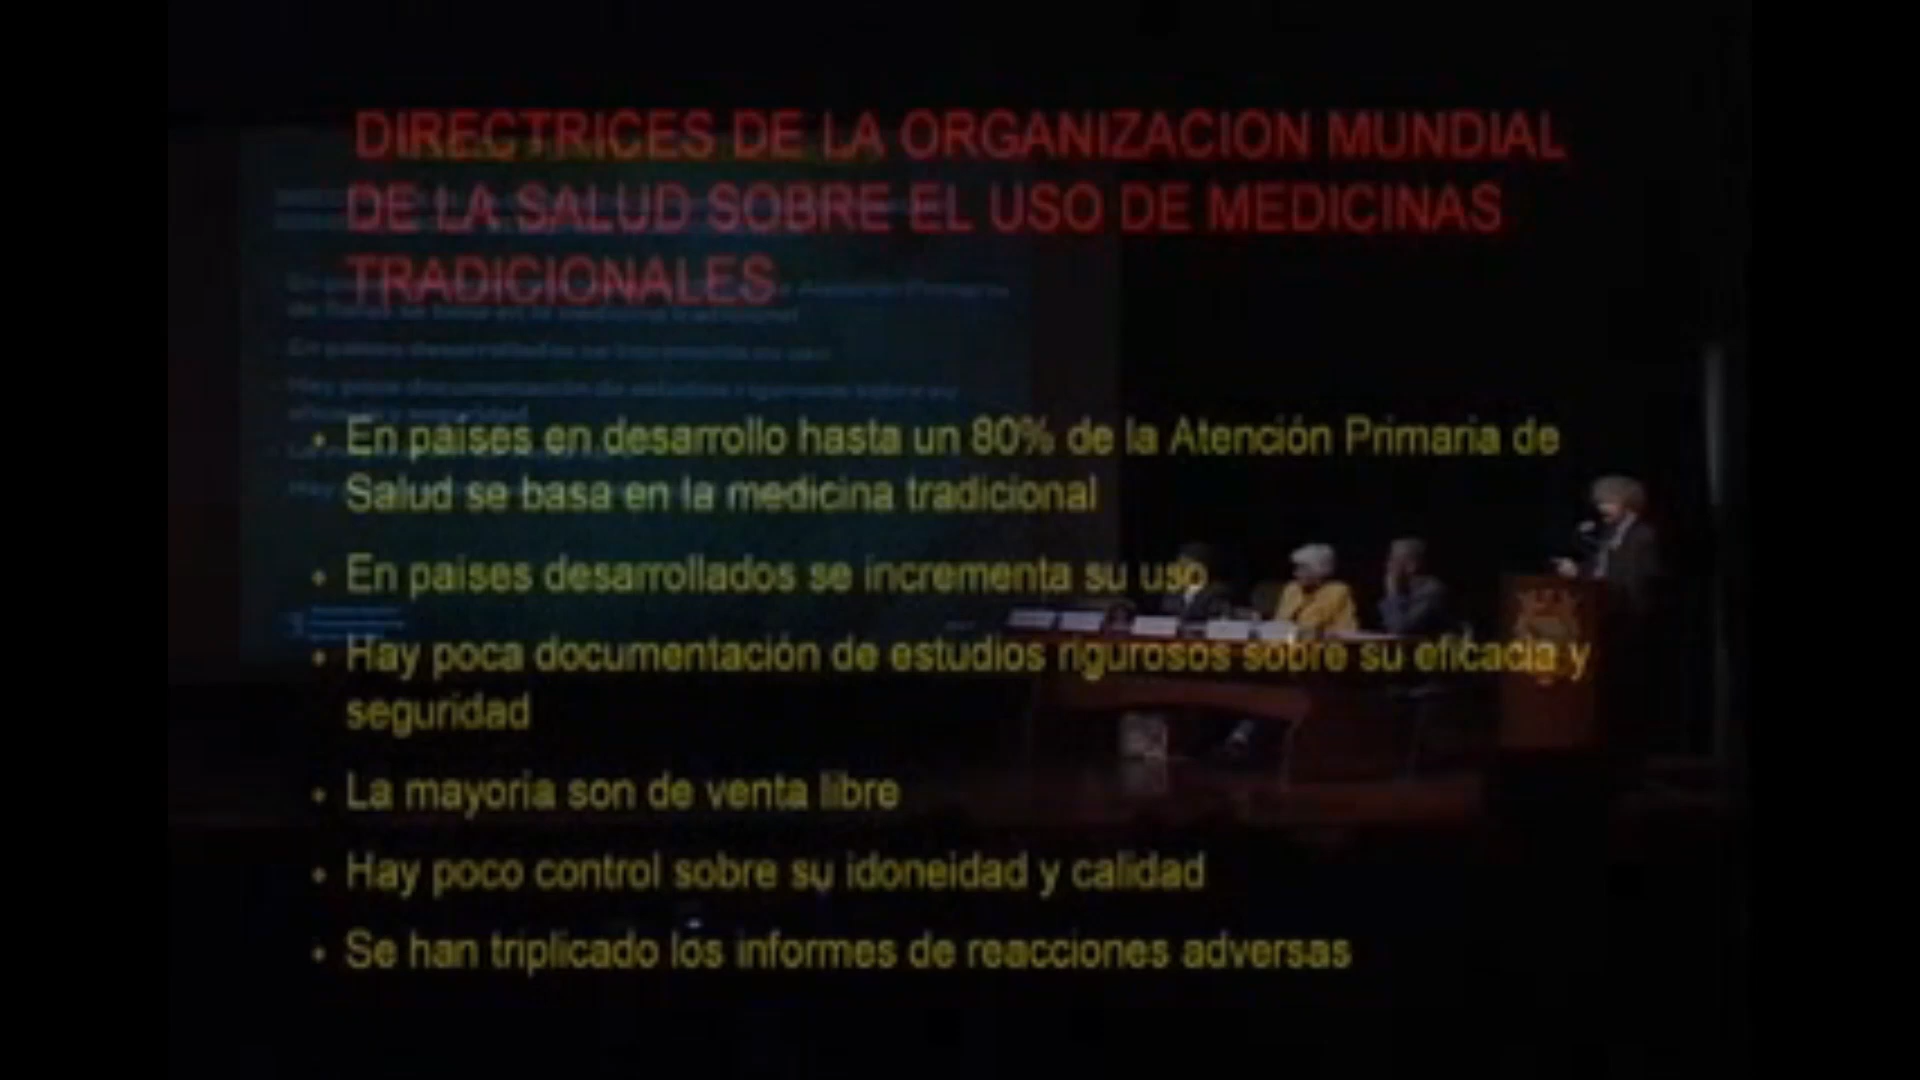 DIRECTRICES DE LA ORGANIZACION MUNDIAL
DE LA SALUD SOBRE EL USO DE MEDICINAS
TRADICIONALES
• En países en desarrollo hasta un 80% de la Atención Primaria de
Salud se basa en la medicina tradicional
• En paises desarrollados se incrementa su uso
• Hay poca documentación de estudios rigurosos sobre su eficacia y
seguridad
• La mayoria son de venta libre
• Hay poco control sobre su idoneidad y calidad
• Se han triplicado los informes de reacciones adversas